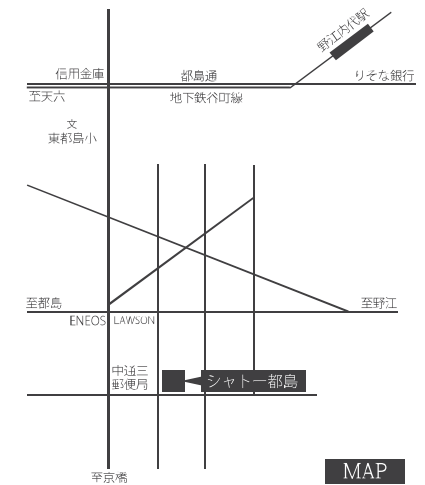 野江内代駅
信用金庫
都島通
りそな銀行
至天六
地下鉄谷町線
文
東都島小
至都島
至野江
ENEOS
LAWSON
中通三
郵便局
シャトー都島
MAP
至京橋